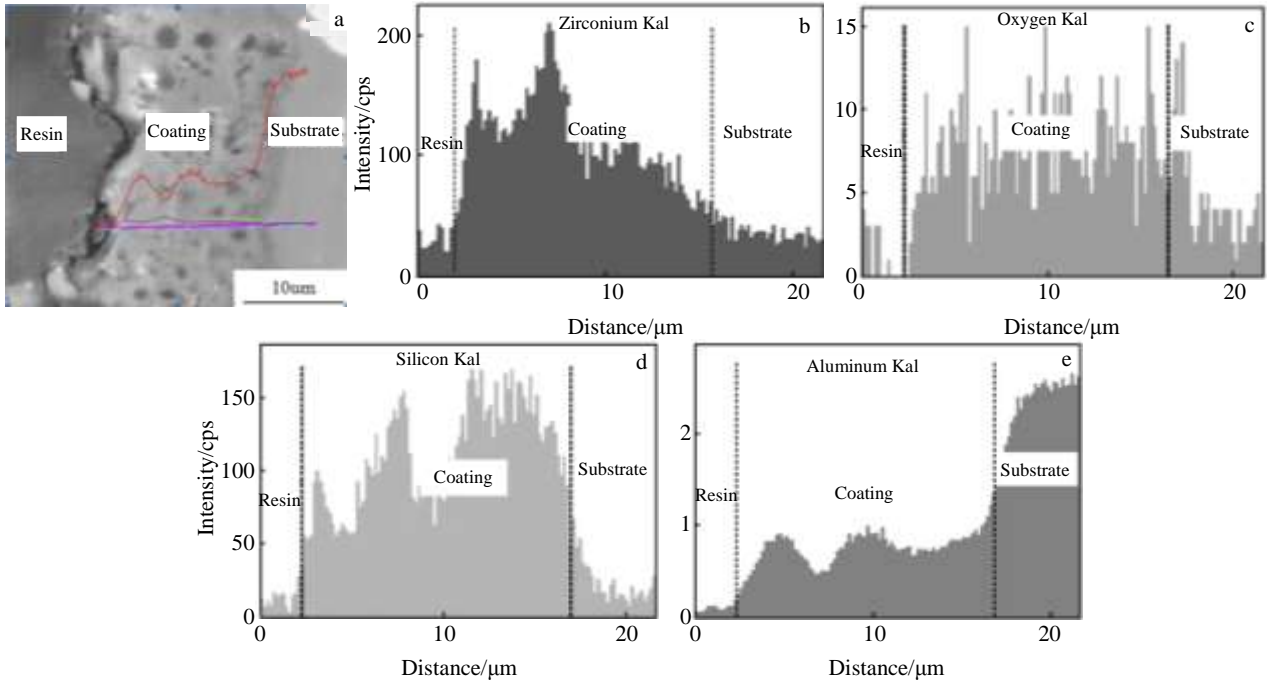 a
Resin
Coating
Substrate
10um
Zirconium Kal
b
200
100
0
Intensity/cps
Resin
Coating
Substrate
0
10
20
Distance/μm
Oxygen Kal
c
15
10
5
0
Resin
Coating
Substrate
0
10
20
Distance/μm
Silicon Kal
d
150
100
50
0
Intensity/cps
Resin
Coating
Substrate
0
10
20
Distance/μm
Aluminum Kal
e
2
1
0
Resin
Coating
Substrate
0
10
20
Distance/μm